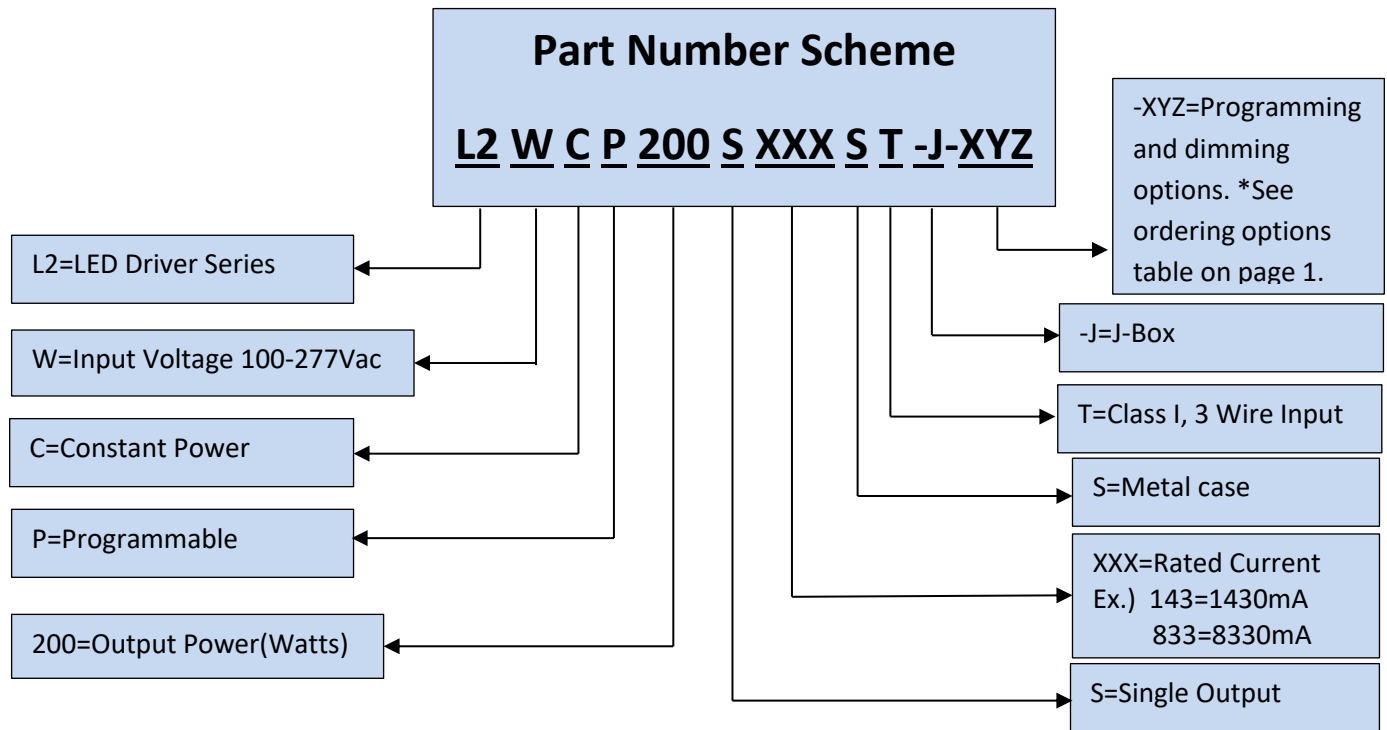 Part Number Scheme
L2 W C P 200 S XXX S T -J-XYZ
L2=LED Driver Series
W=Input Voltage 100-277Vac
C=Constant Power
P=Programmable
200=Output Power(Watts)
-XYZ=Programming
and dimming
options. *See
ordering options
table on page 1.
-J=J-Box
T=Class I, 3 Wire Input
S=Metal case
XXX=Rated Current
Ex.) 143=1430mA
833=8330mA
S=Single Output